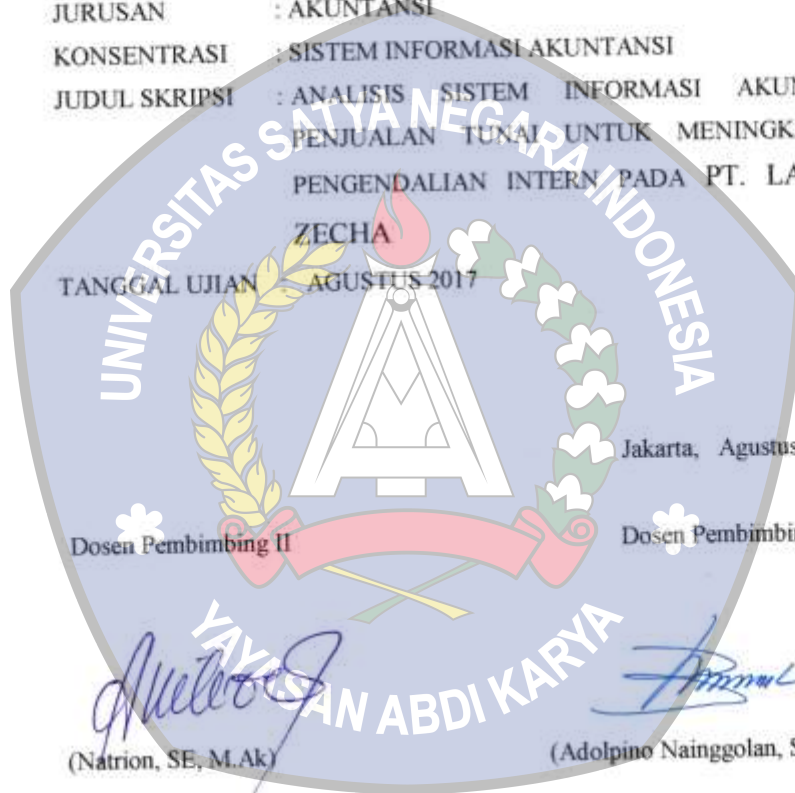 JURUSAN : AKUNTANSI
KONSENTRASI : SISTEM INFORMASI AKUNTANSI
JUDUL SKRIPSI : ANALISIS SISTEM INFORMASI AKUN
PENJUALAN TUNAI UNTUK MENINGK
PENGENDALIAN INTERN PADA PT. LA
ZECHA
TANGGAL UJIAN : AGUSTUS 2017
UNIVERSITAS SATYA NEGARA INDONESIA
Jakarta, Agustus
Dosen Pembimbing II Dosen Pembimbi
YAYASAN ABDI KARYA
(Natrion, SE, M.Ak) (Adolpino Nainggolan, S